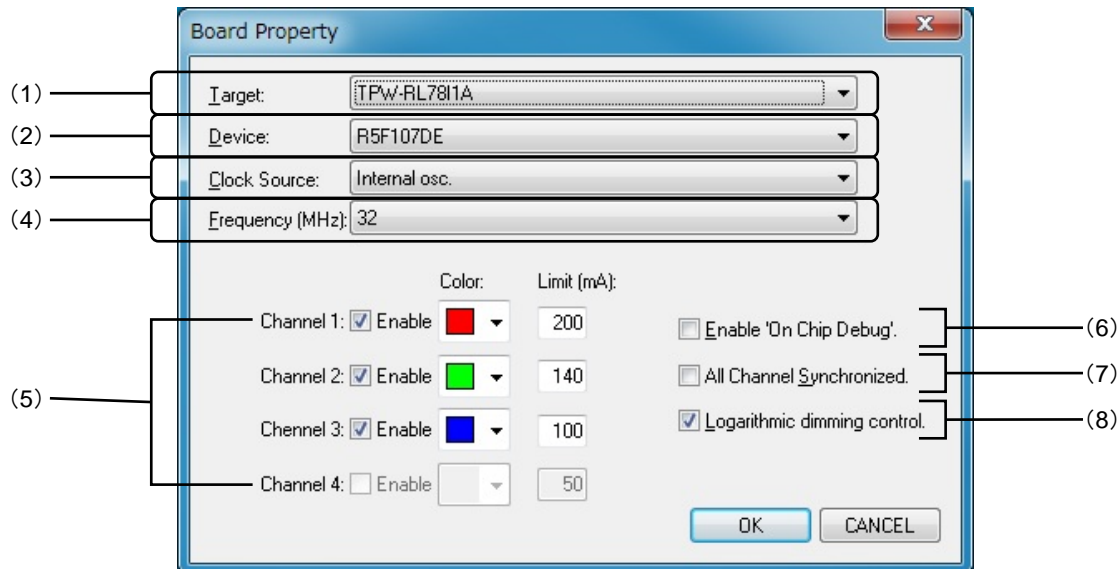 Board Property
(1) Target: TPW-RL78I1A
(2) Device: R5F107DE
(3) Clock Source: Internal osc.
(4) Frequency (MHz): 32
Color: Limit (mA):
(5)
Channel 1: Enable 200
Channel 2: Enable 140
Chennel 3: Enable 100
Channel 4: Enable 50
Enable 'On Chip Debug'. (6)
All Channel Synchronized. (7)
Logarithmic dimming control. (8)
OK CANCEL